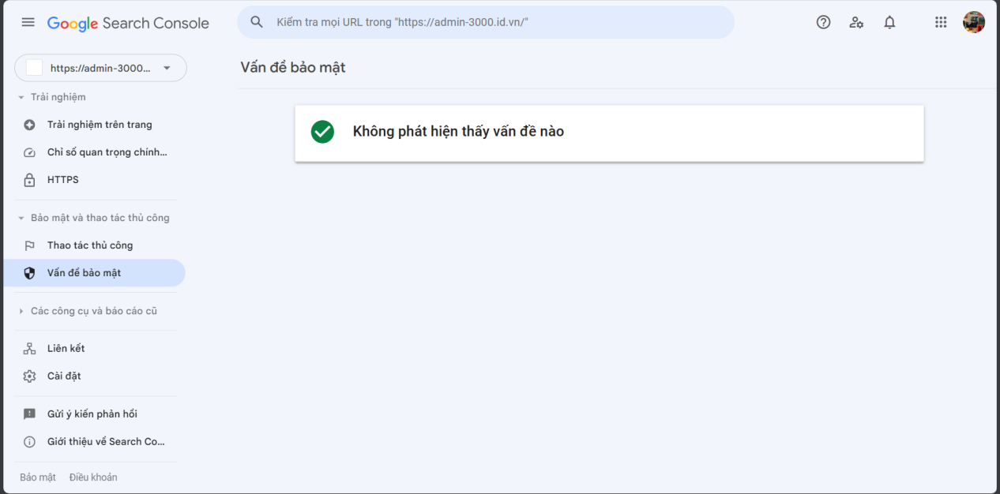 Google Search Console
Kiểm tra mọi URL trong "https://admin-3000.id.vn/"
https://admin-3000...
Vấn đề bảo mật
Trải nghiệm
Trải nghiệm trên trang
Chỉ số quan trọng chính...
HTTPS
Bảo mật và thao tác thủ công
Thao tác thủ công
Vấn đề bảo mật
Các công cụ và báo cáo cũ
Liên kết
Cài đặt
Gửi ý kiến phản hồi
Giới thiệu về Search Co...
Bảo mật Điều khoản
Không phát hiện thấy vấn đề nào